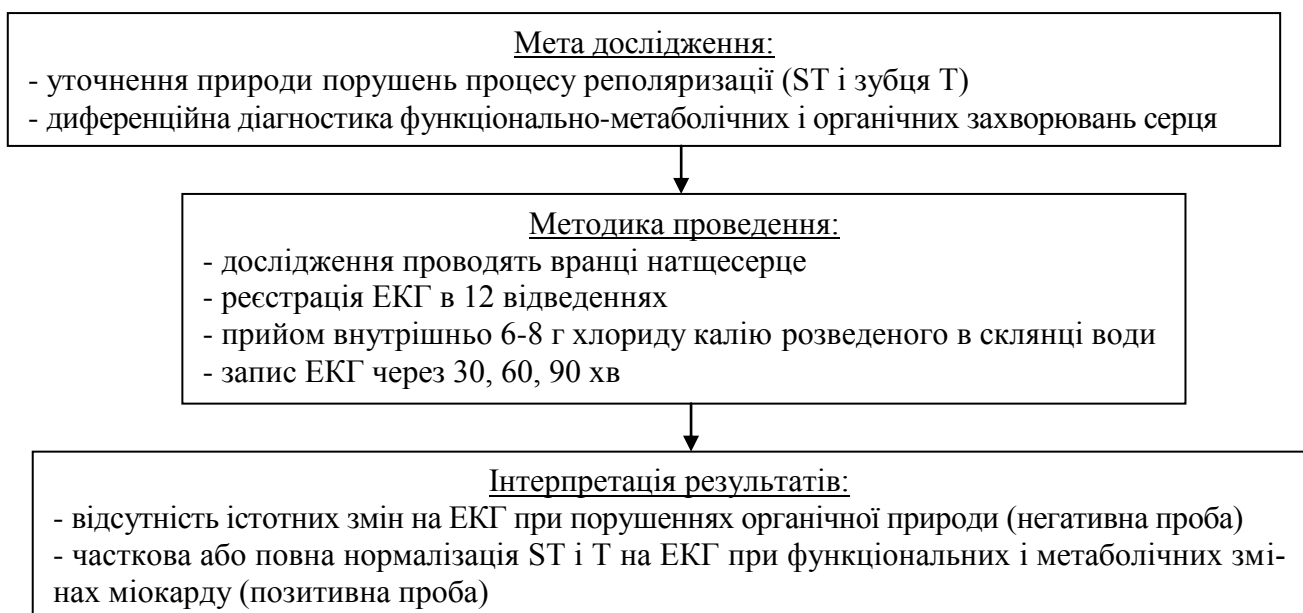 Мета дослідження:
- уточнення природи порушень процесу реполяризації (ST і зубця Т)
- диференційна діагностика функціонально-метаболічних і органічних захворювань серця
Методика проведення:
- дослідження проводять вранці натщесерце
- реєстрація ЕКГ в 12 відведеннях
- прийом внутрішньо 6-8 г хлориду калію розведеного в склянці води
- запис ЕКГ через 30, 60, 90 хв
Інтерпретація результатів:
- відсутність істотних змін на ЕКГ при порушеннях органічної природи (негативна проба)
- часткова або повна нормалізація ST і Т на ЕКГ при функціональних і метаболічних змі-
нах міокарду (позитивна проба)